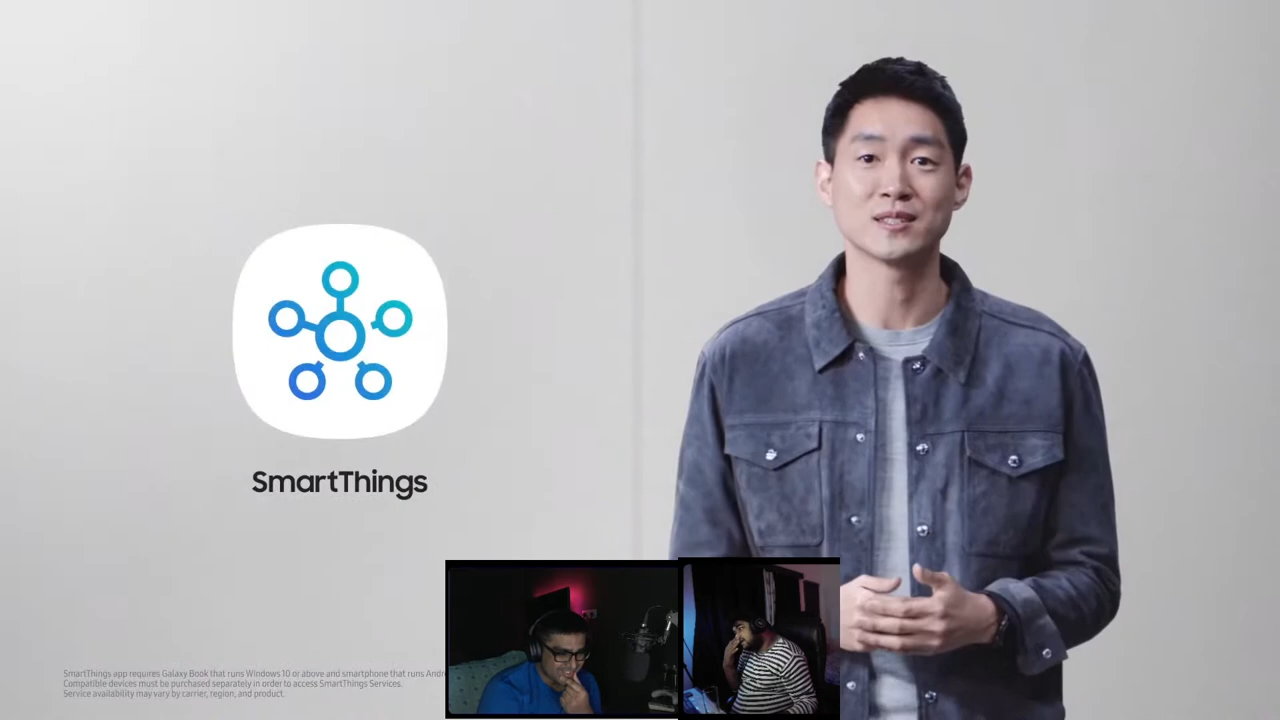 SmartThings
SmartThings app requires Galaxy Book that runs Windows 10 or above and smartphone that runs Andr
Compatible devices must be purchased separately in order to access SmartThings Services.
Service availability may vary by carrier, region, and product.